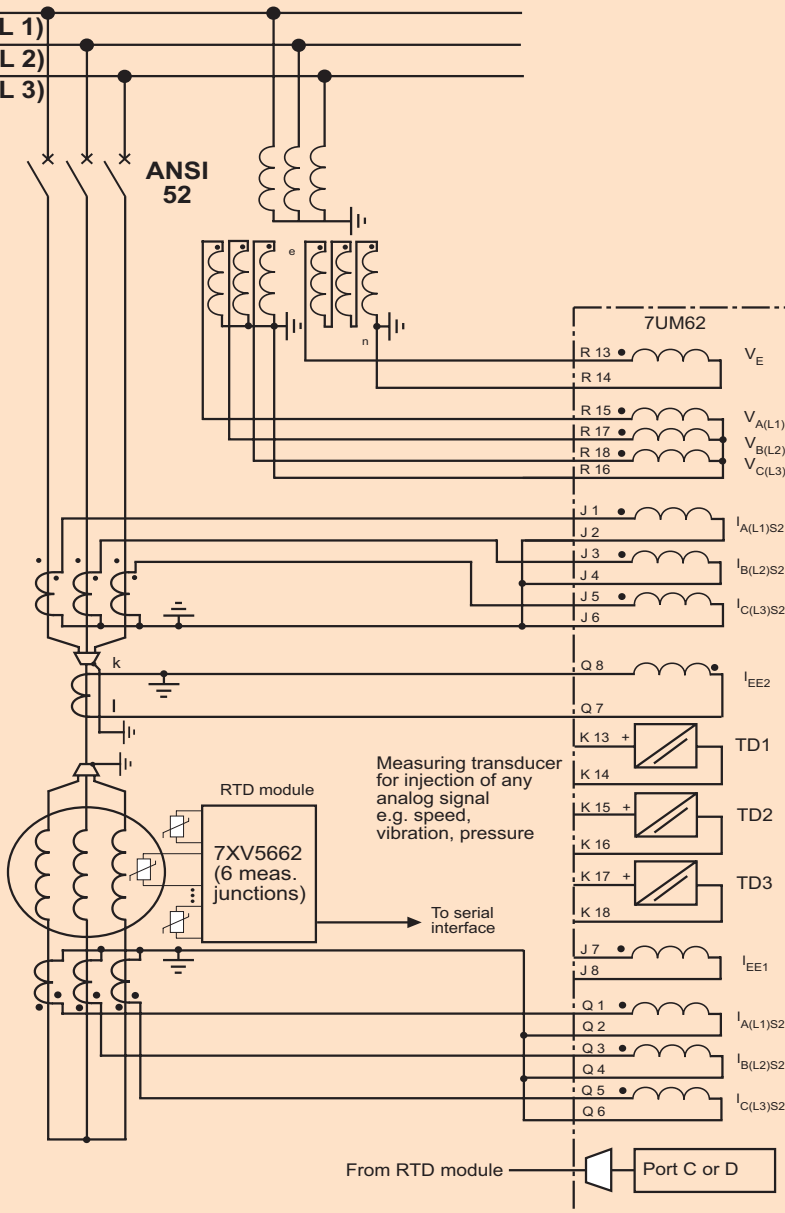 L 1)
L 2)
L 3)
ANSI
52
e
n
7UM62
R 13
V_E
R 14
R 15
V_A(L1)
R 17
V_B(L2)
R 18
V_C(L3)
R 16
J 1
I_A(L1)S2
J 2
J 3
I_B(L2)S2
J 4
J 5
I_C(L3)S2
J 6
k
Q 8
I_EE2
l
Q 7
K 13 +
TD1
K 14
Measuring transducer
for injection of any
analog signal
e.g. speed,
vibration, pressure
K 15 +
TD2
K 16
K 17 +
TD3
K 18
RTD module
7XV5662
(6 meas.
junctions)
To serial
interface
J 7
I_EE1
J 8
Q 1
I_A(L1)S2
Q 2
Q 3
I_B(L2)S2
Q 4
Q 5
I_C(L3)S2
Q 6
From RTD module
Port C or D